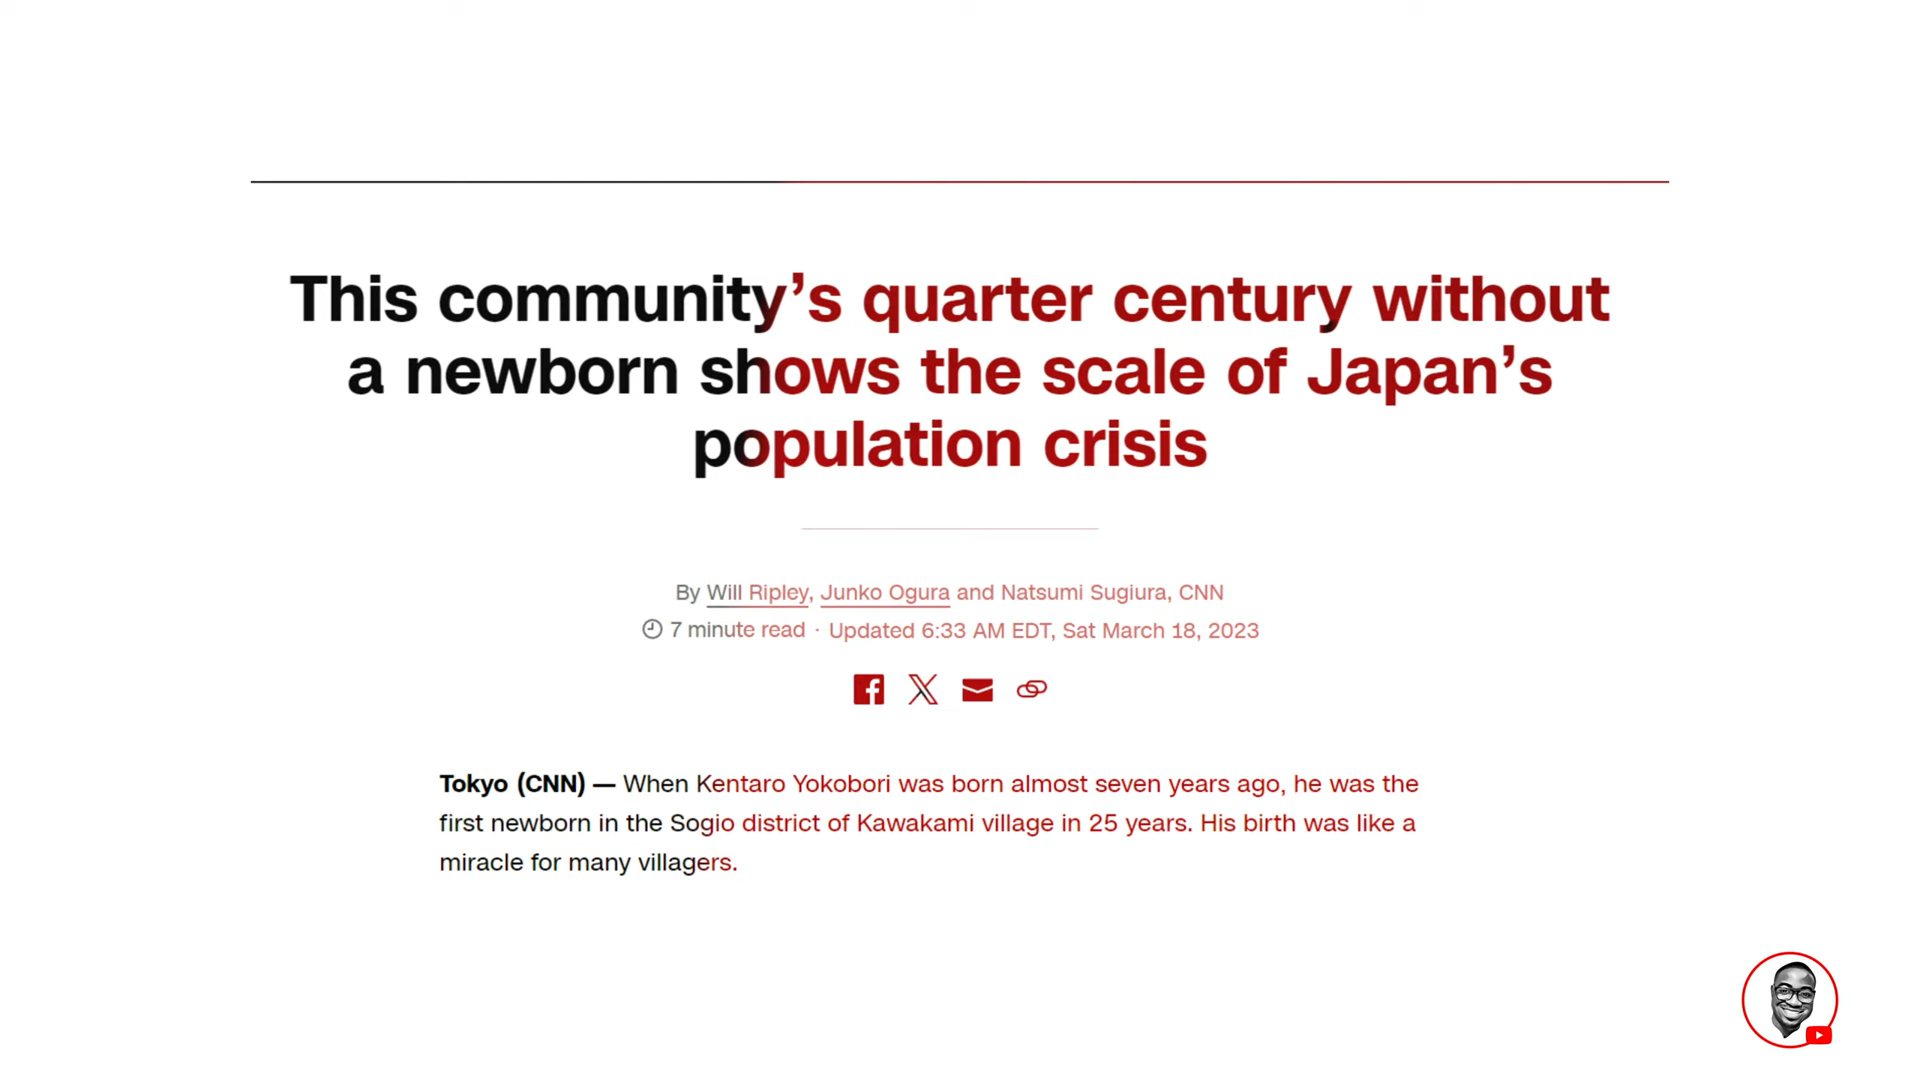 This community’s quarter century without
a newborn shows the scale of Japan’s
population crisis
By Will Ripley, Junko Ogura and Natsumi Sugiura, CNN
7 minute read · Updated 6:33 AM EDT, Sat March 18, 2023
Tokyo (CNN) — When Kentaro Yokobori was born almost seven years ago, he was the
first newborn in the Sogio district of Kawakami village in 25 years. His birth was like a
miracle for many villagers.